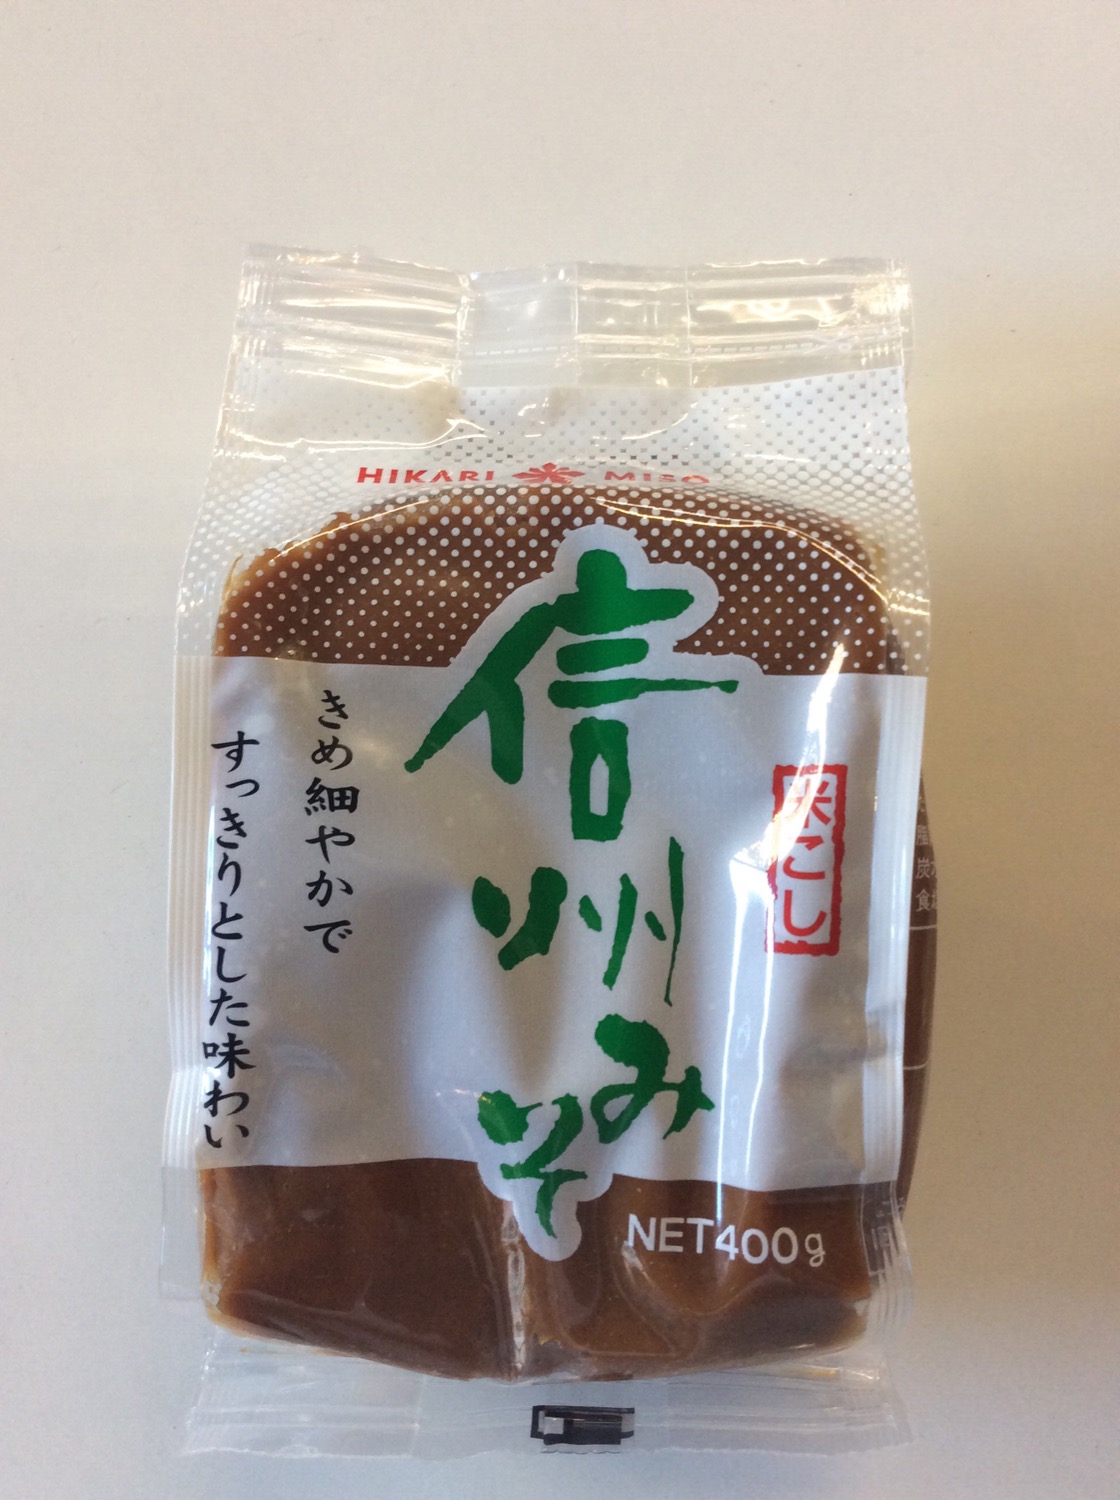 HIKARI MISO
信州みそ
米こし
きめ細やかで
すっきりとした味わい
NET400g